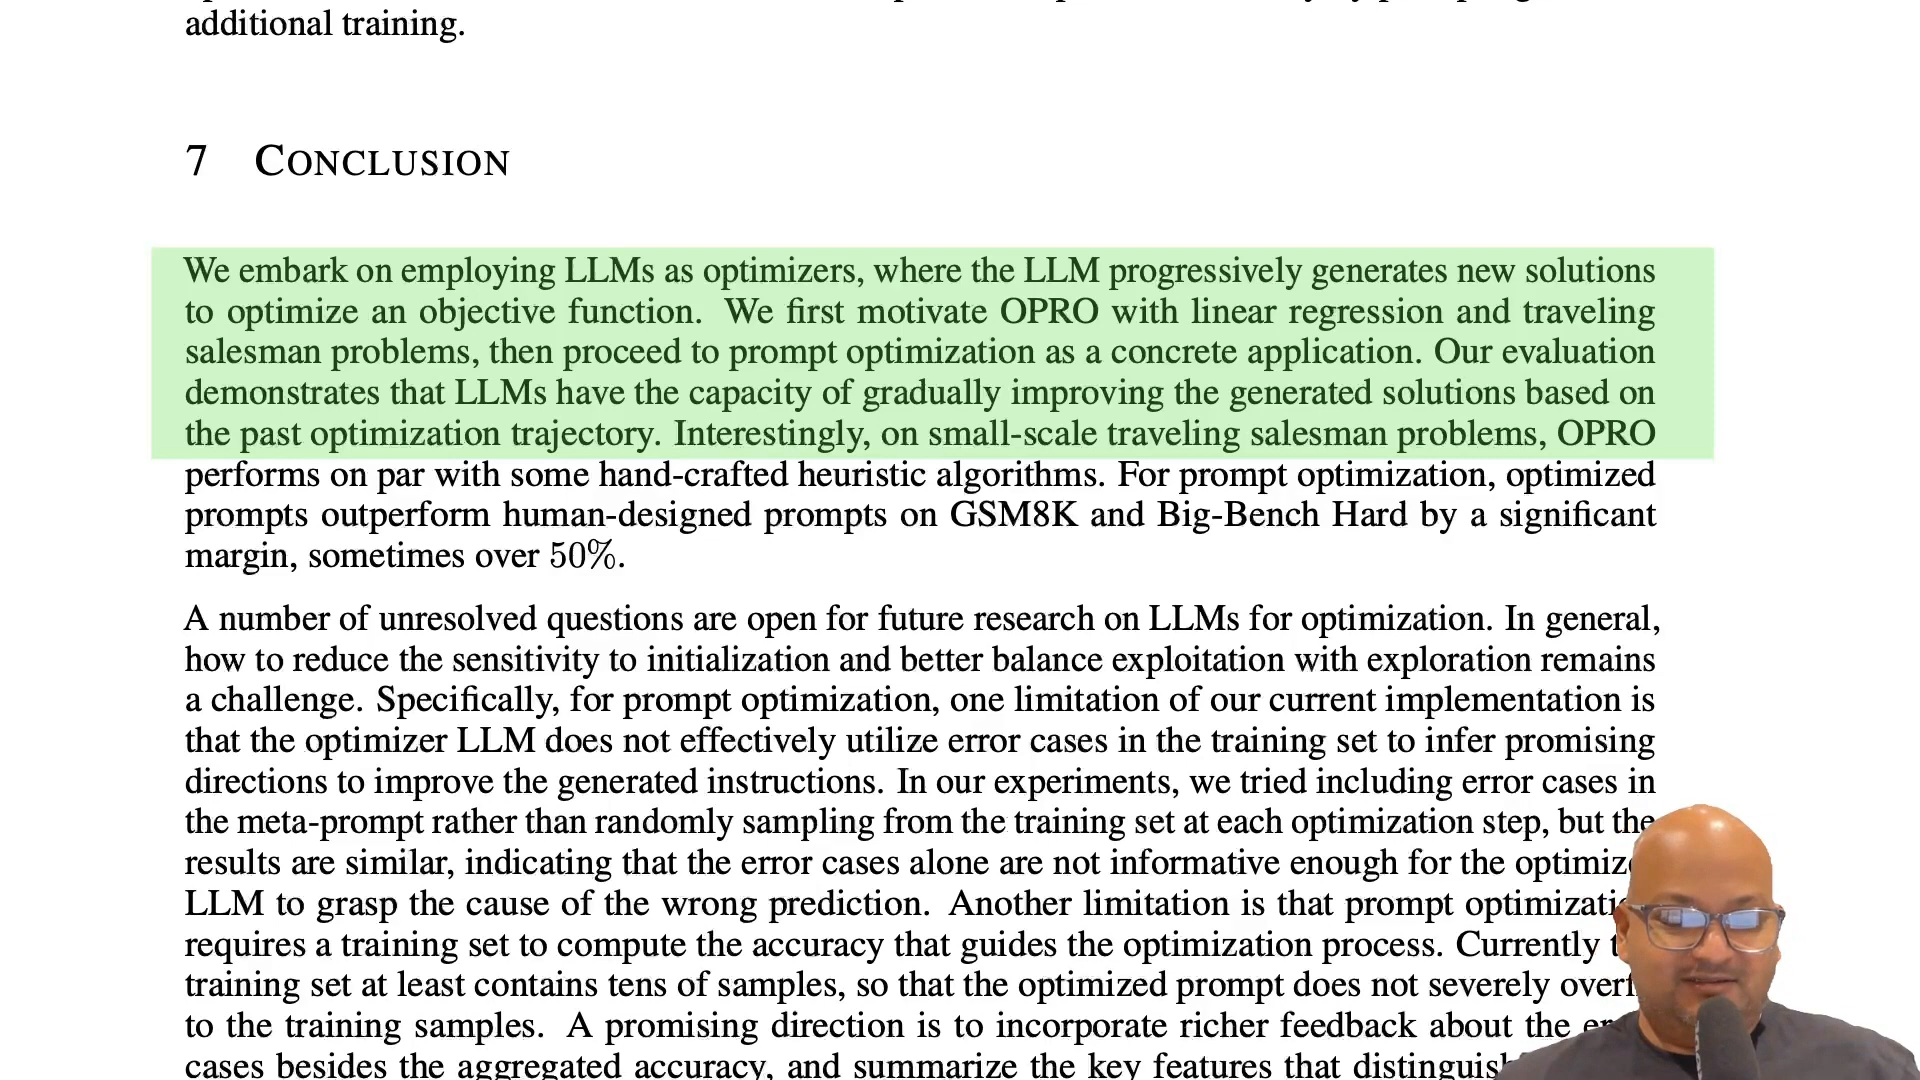 additional training.
7 CONCLUSION
We embark on employing LLMs as optimizers, where the LLM progressively generates new solutions
to optimize an objective function. We first motivate OPRO with linear regression and traveling
salesman problems, then proceed to prompt optimization as a concrete application. Our evaluation
demonstrates that LLMs have the capacity of gradually improving the generated solutions based on
the past optimization trajectory. Interestingly, on small-scale traveling salesman problems, OPRO
performs on par with some hand-crafted heuristic algorithms. For prompt optimization, optimized
prompts outperform human-designed prompts on GSM8K and Big-Bench Hard by a significant
margin, sometimes over 50%.
A number of unresolved questions are open for future research on LLMs for optimization. In general,
how to reduce the sensitivity to initialization and better balance exploitation with exploration remains
a challenge. Specifically, for prompt optimization, one limitation of our current implementation is
that the optimizer LLM does not effectively utilize error cases in the training set to infer promising
directions to improve the generated instructions. In our experiments, we tried including error cases in
the meta-prompt rather than randomly sampling from the training set at each optimization step, but the
results are similar, indicating that the error cases alone are not informative enough for the
LLM to grasp the cause of the wrong prediction. Another limitation is that prompt
requires a training set to compute the accuracy that guides the optimization process. Currently
training set at least contains tens of samples, so that the optimized prompt does not severely
to the training samples. A promising direction is to incorporate richer feedback about the
cases besides the aggregated accuracy, and summarize the key features that